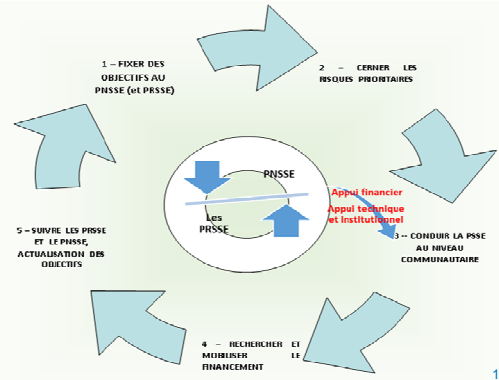 1 – FIXER DES
OBJECTIFS AU
PNSSE (et PRSSE)
2 – CERNER LES
RISQUES PRIORITAIRES
PNSSE
Les
PRSSE
Appui financier
Appui technique
et Institutionnel
3 -- CONDUIR LA PSSE
AU NIVEAU
COMMUNAUTAIRE
4 – RECHERCHER ET
MOBILISER LE
FINANCEMENT
5 – SUIVRE LES PRSSE
ET LE PNSSE,
ACTUALISATION DES
OBJECTIFS
1